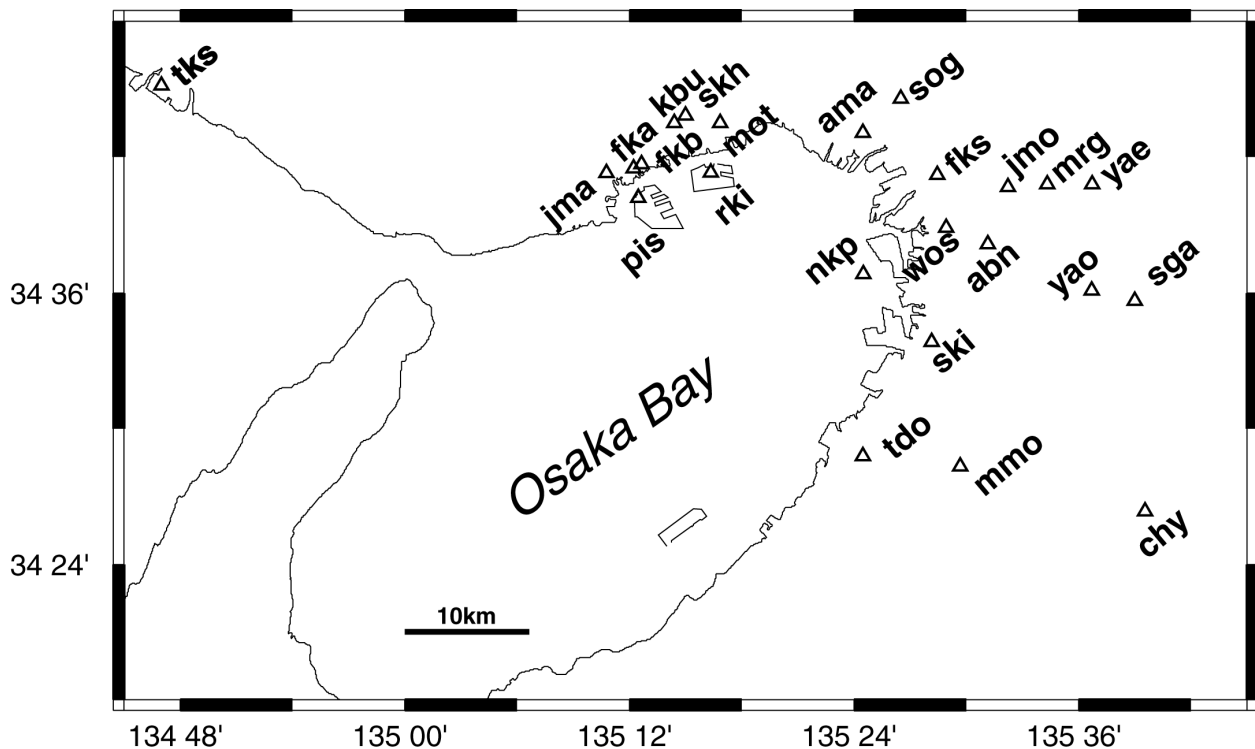 tks
kbu
skh
sog
ama
fka
fkb
mot
fks
jmo
mrg
yae
jma
rki
pis
nkp
wos
abn
yao
sga
34 36'
ski
Osaka Bay
tdo
mmo
chy
34 24'
10km
134 48'
135 00'
135 12'
135 24'
135 36'